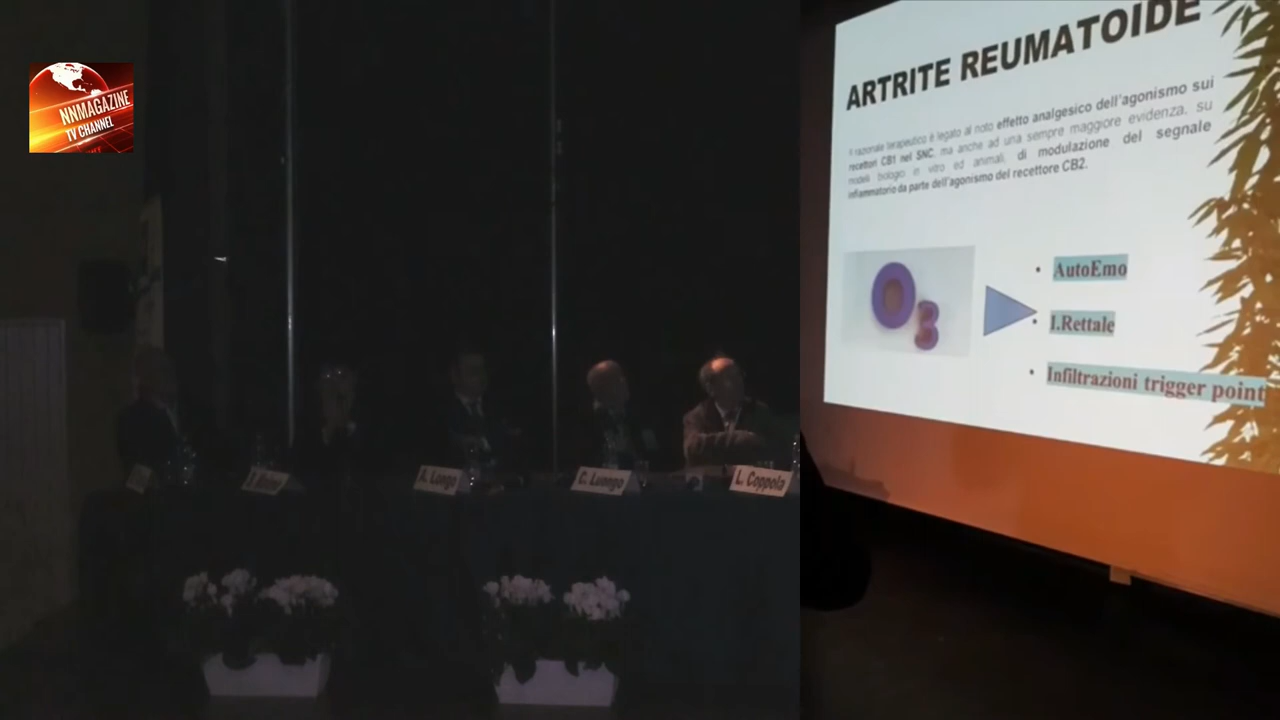 NNMAGAZINE
TV CHANNEL
A. Longo
C. Luongo
L. Coppola
ARTRITE REUMATOIDE
Il razionale terapeutico è legato al noto effetto analgesico dell'agonismo sui
recettori CB1 nel SNC, ma anche ad una sempre maggiore evidenza, su
modelli biologici in vitro ed animali, di modulazione del segnale
infiammatorio da parte dell'agonismo del recettore CB2.
O3
• AutoEmo
• I.Rettale
• Infiltrazioni trigger point